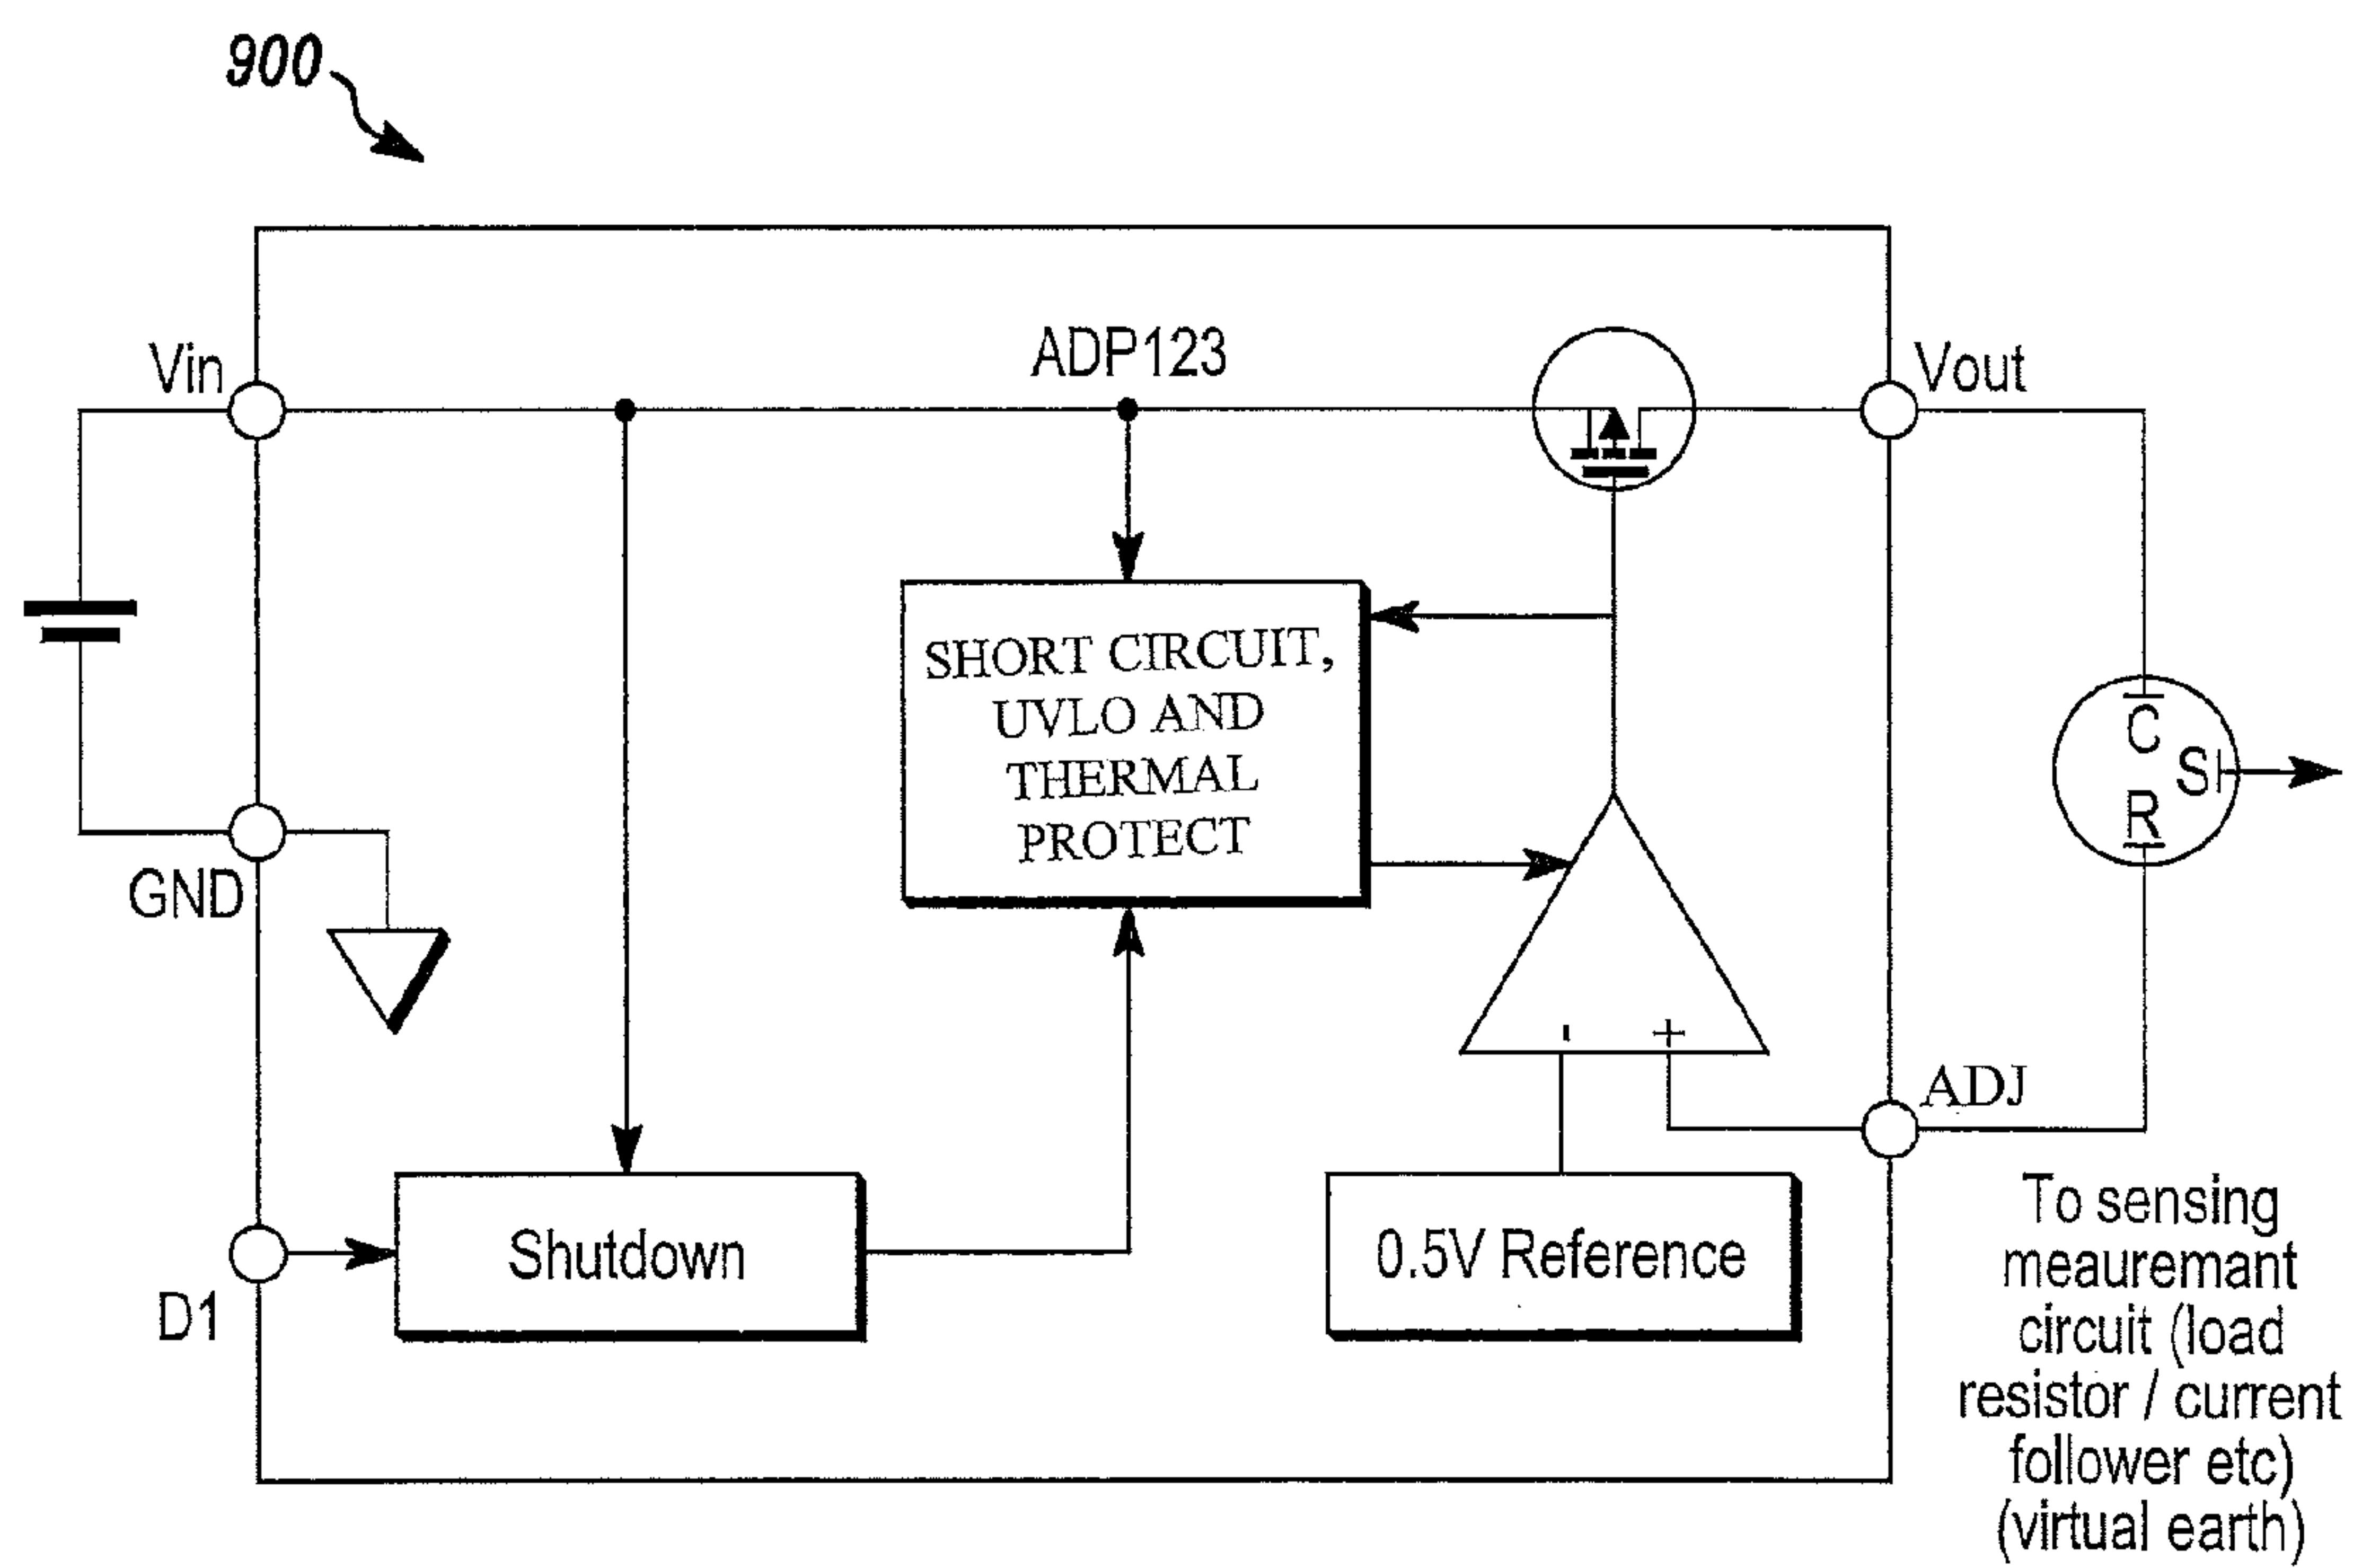 900
ADP123
Vin
Vout
SHORT CIRCUIT,
UVLO AND
THERMAL
PROTECT
C
S
R
GND
- +
ADJ
Shutdown
0.5V Reference
D1
To sensing
meauremant
circuit (load
resistor / current
follower etc)
(virtual earth)